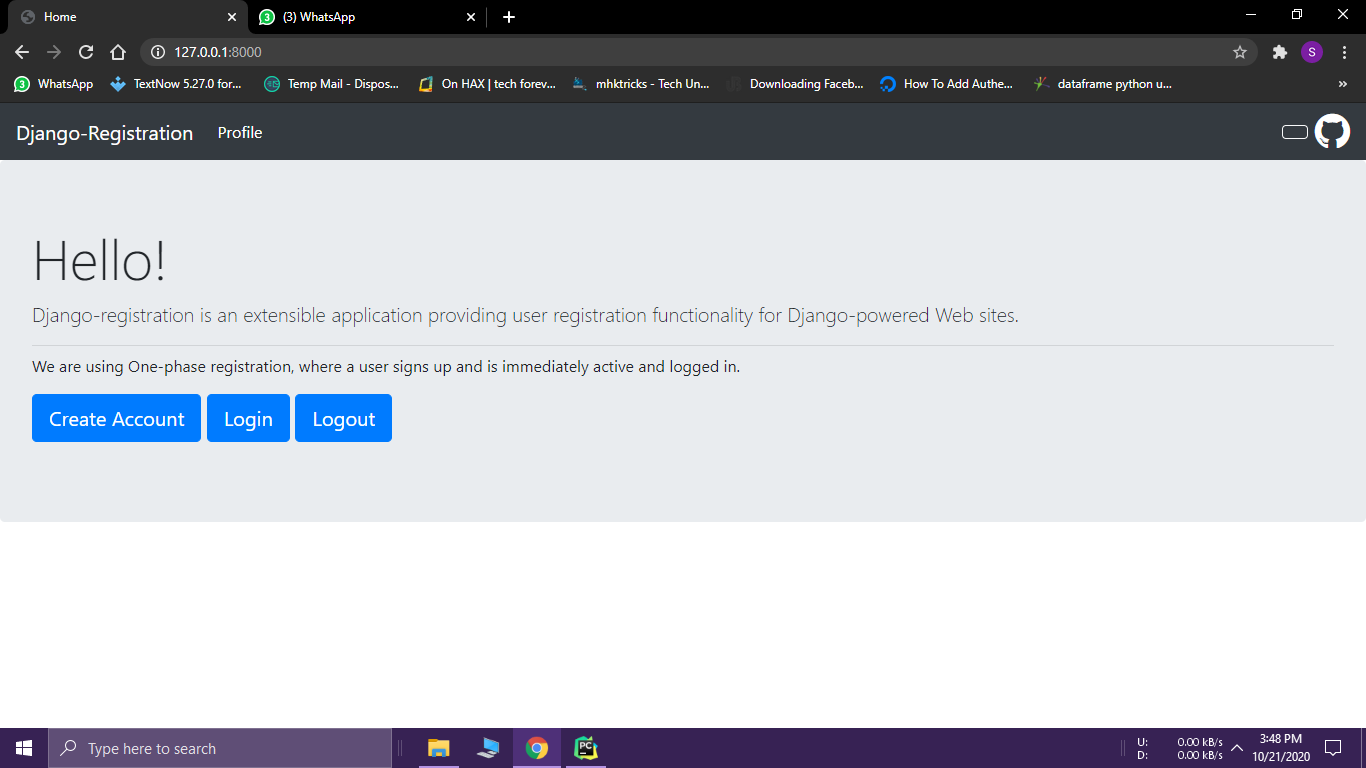 Home
(3) WhatsApp
127.0.0.1:8000
S
3 WhatsApp
TextNow 5.27.0 for...
Temp Mail - Dispos...
On HAX | tech forev...
mhktricks - Tech Un...
Downloading Faceb...
How To Add Authe...
dataframe python u...
»
Django-Registration Profile
Hello!
Django-registration is an extensible application providing user registration functionality for Django-powered Web sites.
We are using One-phase registration, where a user signs up and is immediately active and logged in.
Create Account Login Logout
Type here to search
PC
U: 0.00 kB/s
D: 0.00 kB/s
3:48 PM
10/21/2020